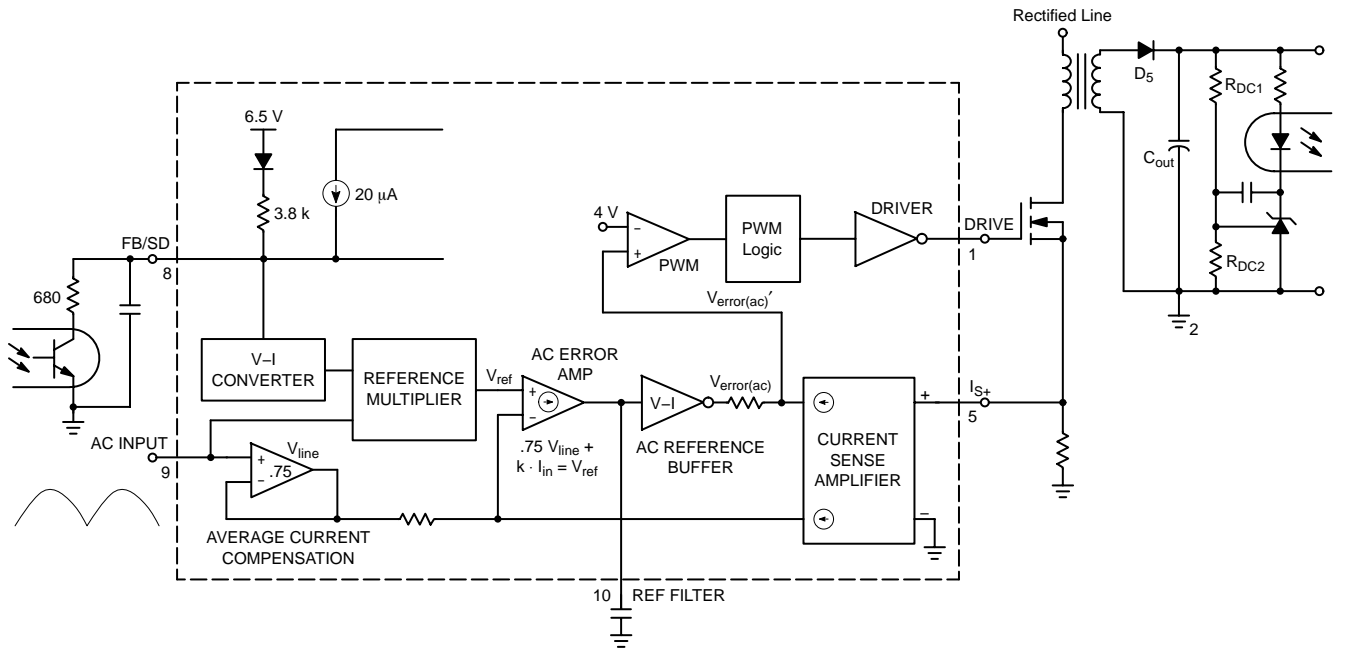 Rectified Line
D5
RDC1
Cout
RDC2
2
6.5 V
20 μA
3.8 k
FB/SD
8
680
4 V
−
+
PWM
PWM
Logic
DRIVER
DRIVE
1
Verror(ac)′
V–I
CONVERTER
REFERENCE
MULTIPLIER
Vref
AC ERROR
AMP
+
−
.75 Vline +
k · Iin = Vref
V–I
Verror(ac)
AC REFERENCE
BUFFER
+
CURRENT
SENSE
AMPLIFIER
−
IS+
5
AC INPUT
9
Vline
+
.75
−
AVERAGE CURRENT
COMPENSATION
10
REF FILTER